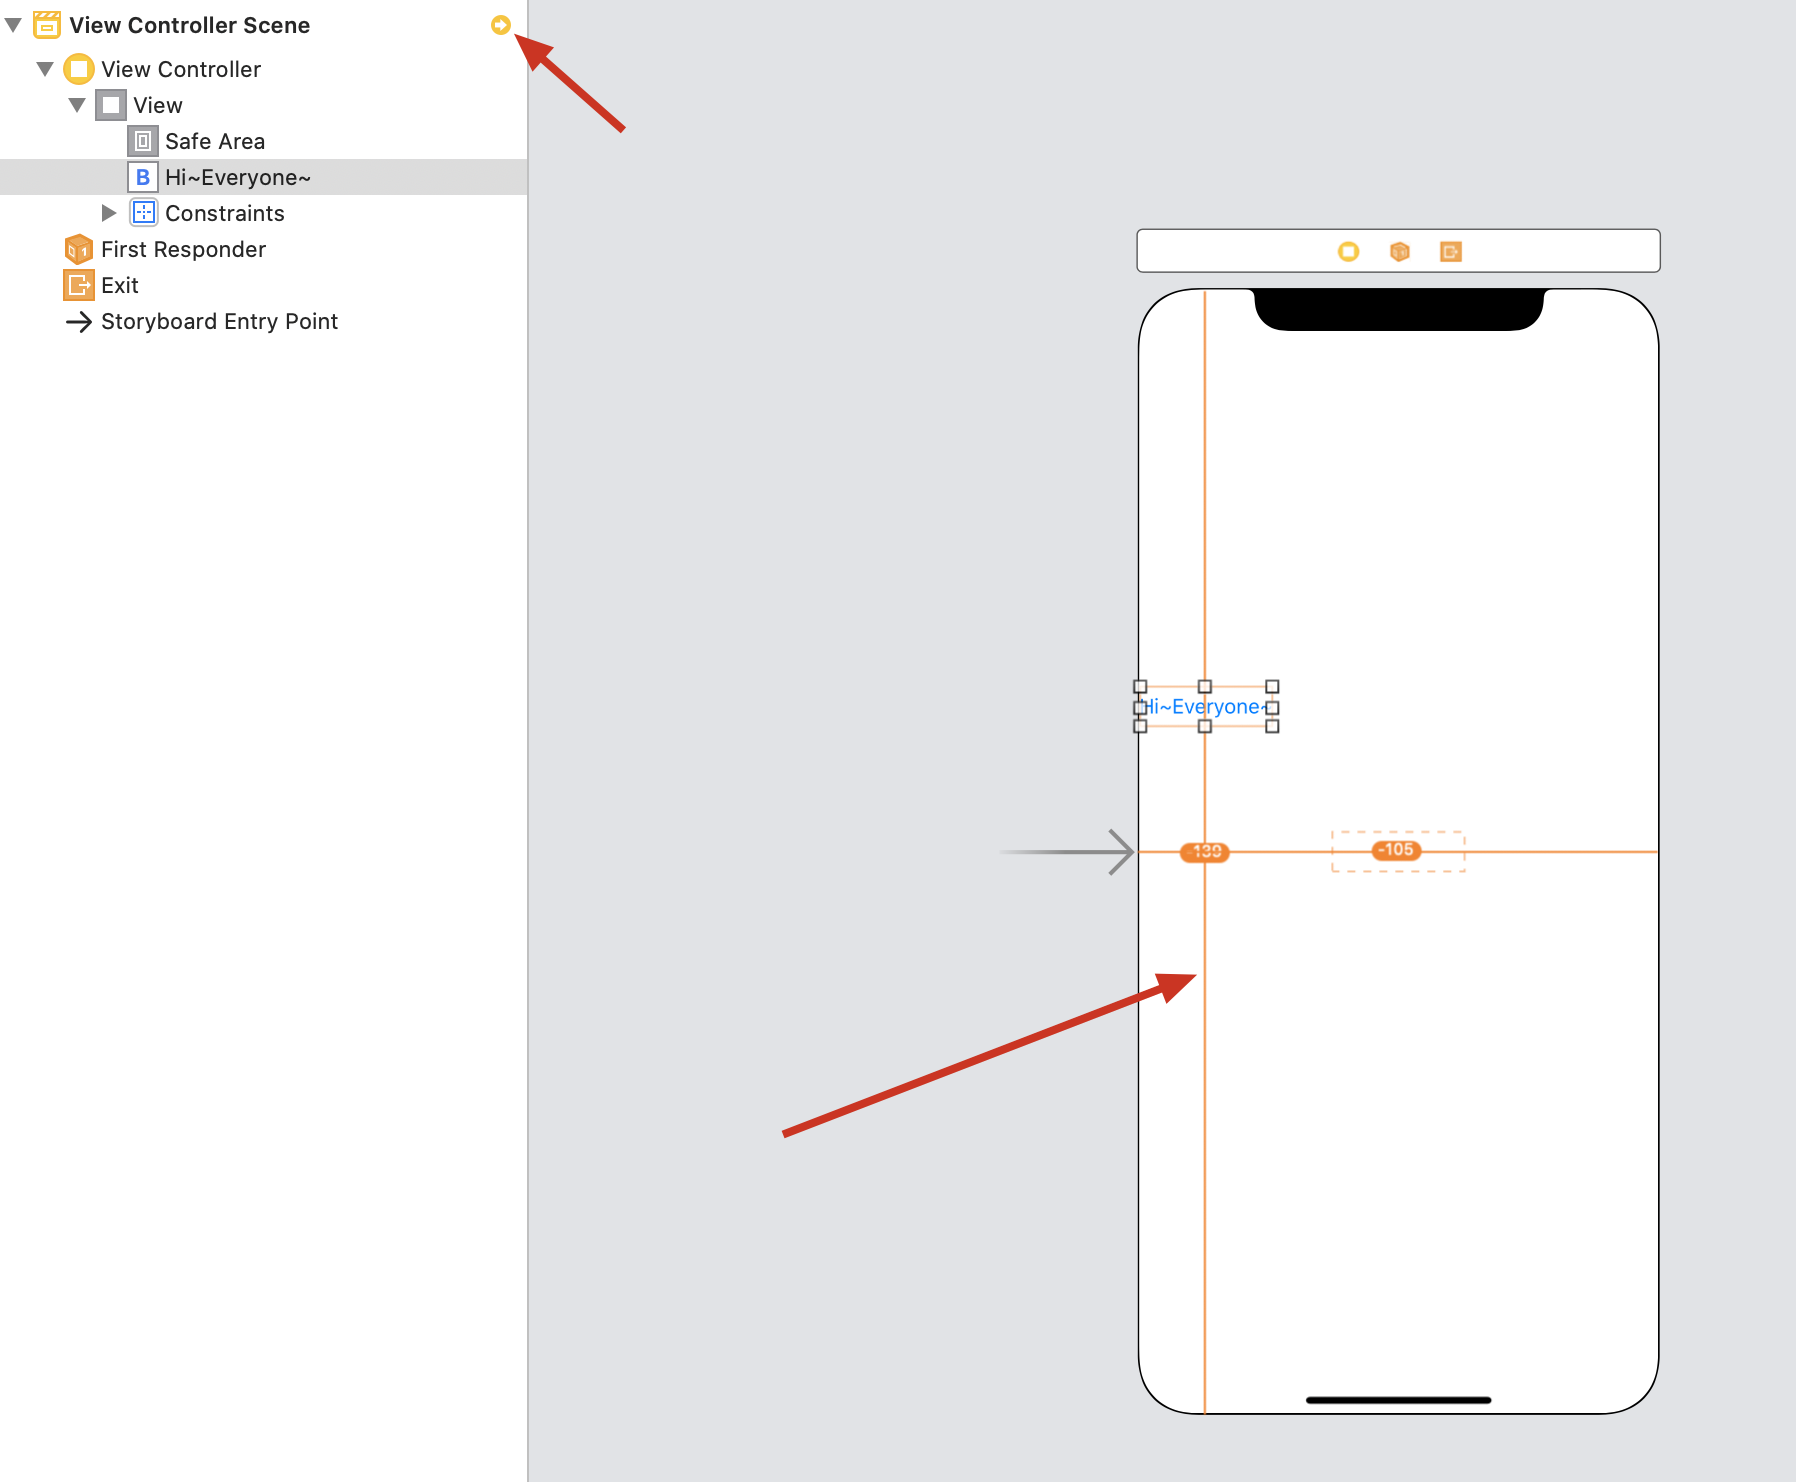 View Controller Scene
View Controller
View
Safe Area
B Hi~Everyone~
Constraints
First Responder
Exit
Storyboard Entry Point
Hi~Everyone~
-139 -105